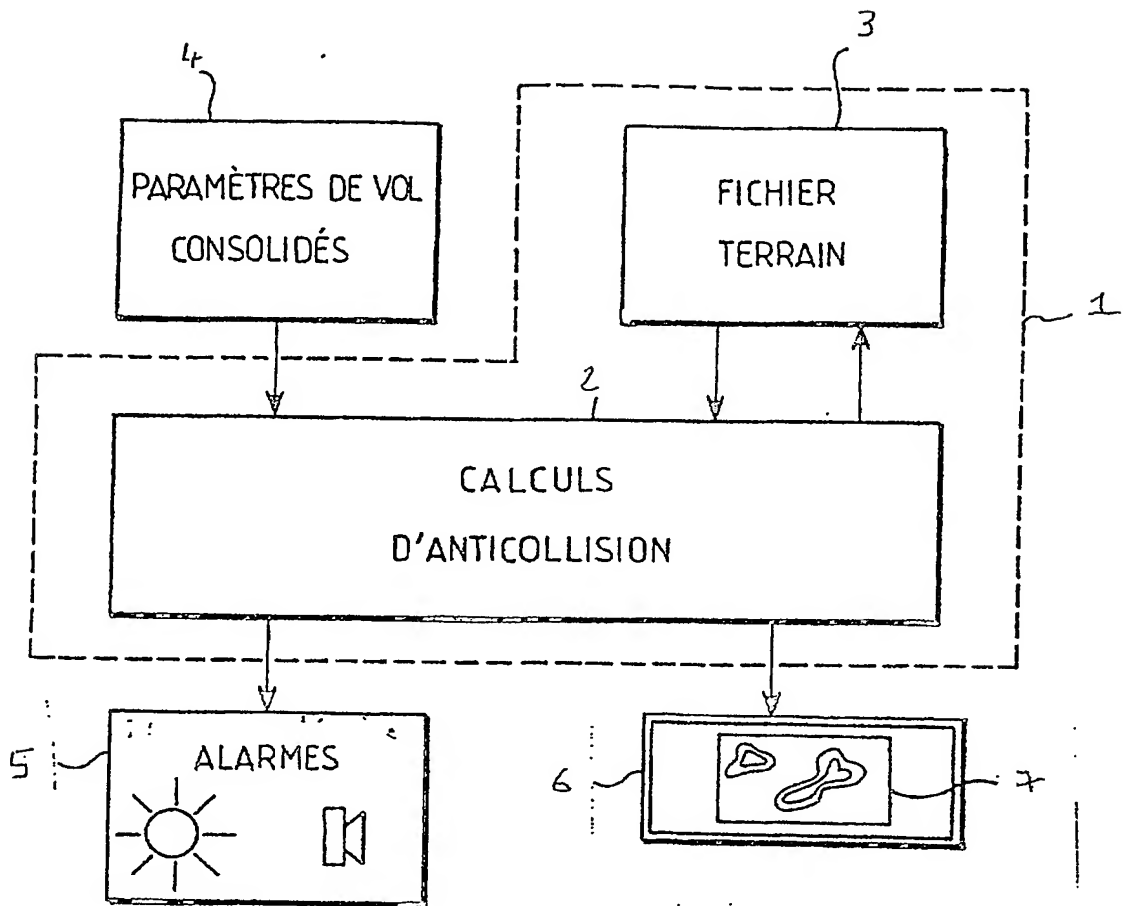 4
3
PARAMÈTRES DE VOL
CONSOLIDÉS
FICHIER
TERRAIN
1
2
CALCULS
D'ANTICOLLISION
5
ALARMES
6
7